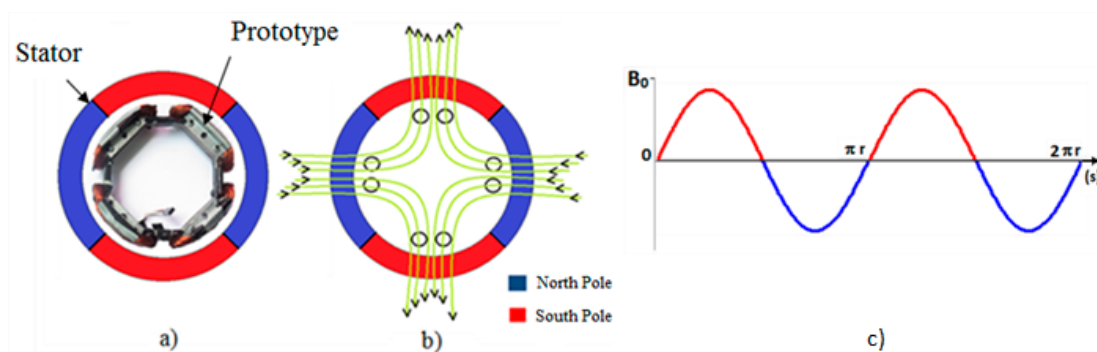 Stator
Prototype
North Pole
South Pole
a)
b)
B₀
0
π r
2 π r
(s)
c)